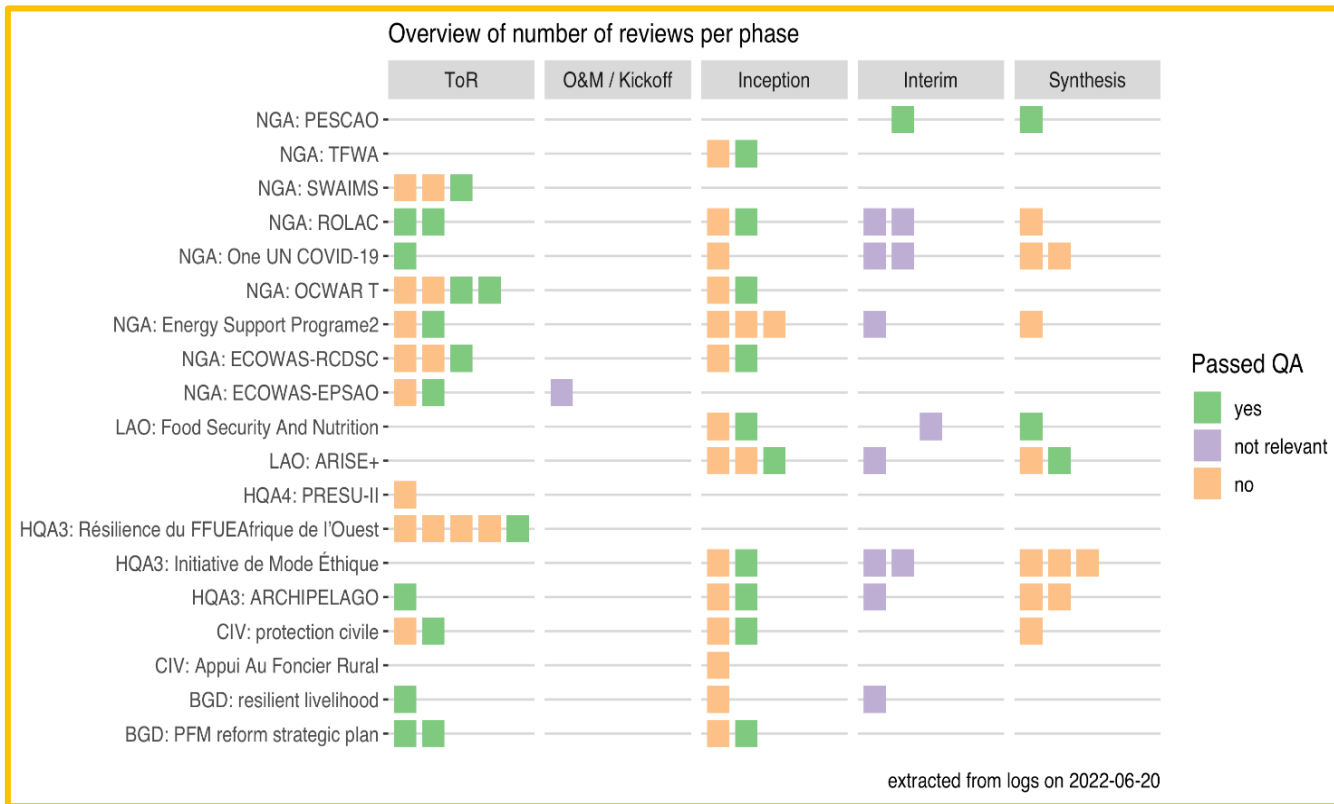 Overview of number of reviews per phase
ToR O&M / Kickoff Inception Interim Synthesis
NGA: PESCAO
NGA: TFWA
NGA: SWAIMS
NGA: ROLAC
NGA: One UN COVID-19
NGA: OCWAR T
NGA: Energy Support Programe2
NGA: ECOWAS-RCDSC
NGA: ECOWAS-EPSAO
LAO: Food Security And Nutrition
LAO: ARISE+
HQA4: PRESU-II
HQA3: Résilience du FFUEAfrique de l'Ouest
HQA3: Initiative de Mode Éthique
HQA3: ARCHIPELAGO
CIV: protection civile
CIV: Appui Au Foncier Rural
BGD: resilient livelihood
BGD: PFM reform strategic plan
Passed QA
yes
not relevant
no
extracted from logs on 2022-06-20